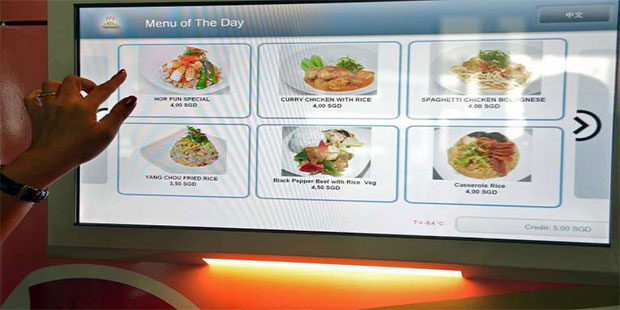 Menu of The Day
中文
HOR FUN SPECIAL
4,00 SGD
CURRY CHICKEN WITH RICE
4,00 SGD
SPAGHETTI CHICKEN BOLOGNESE
4,00 SGD
YANG CHOU FRIED RICE
3,50 SGD
Black Pepper Beef with Rice Veg
4,50 SGD
Casserole Rice
4,00 SGD
T=-5.4°C
Credit: 5,00 SGD